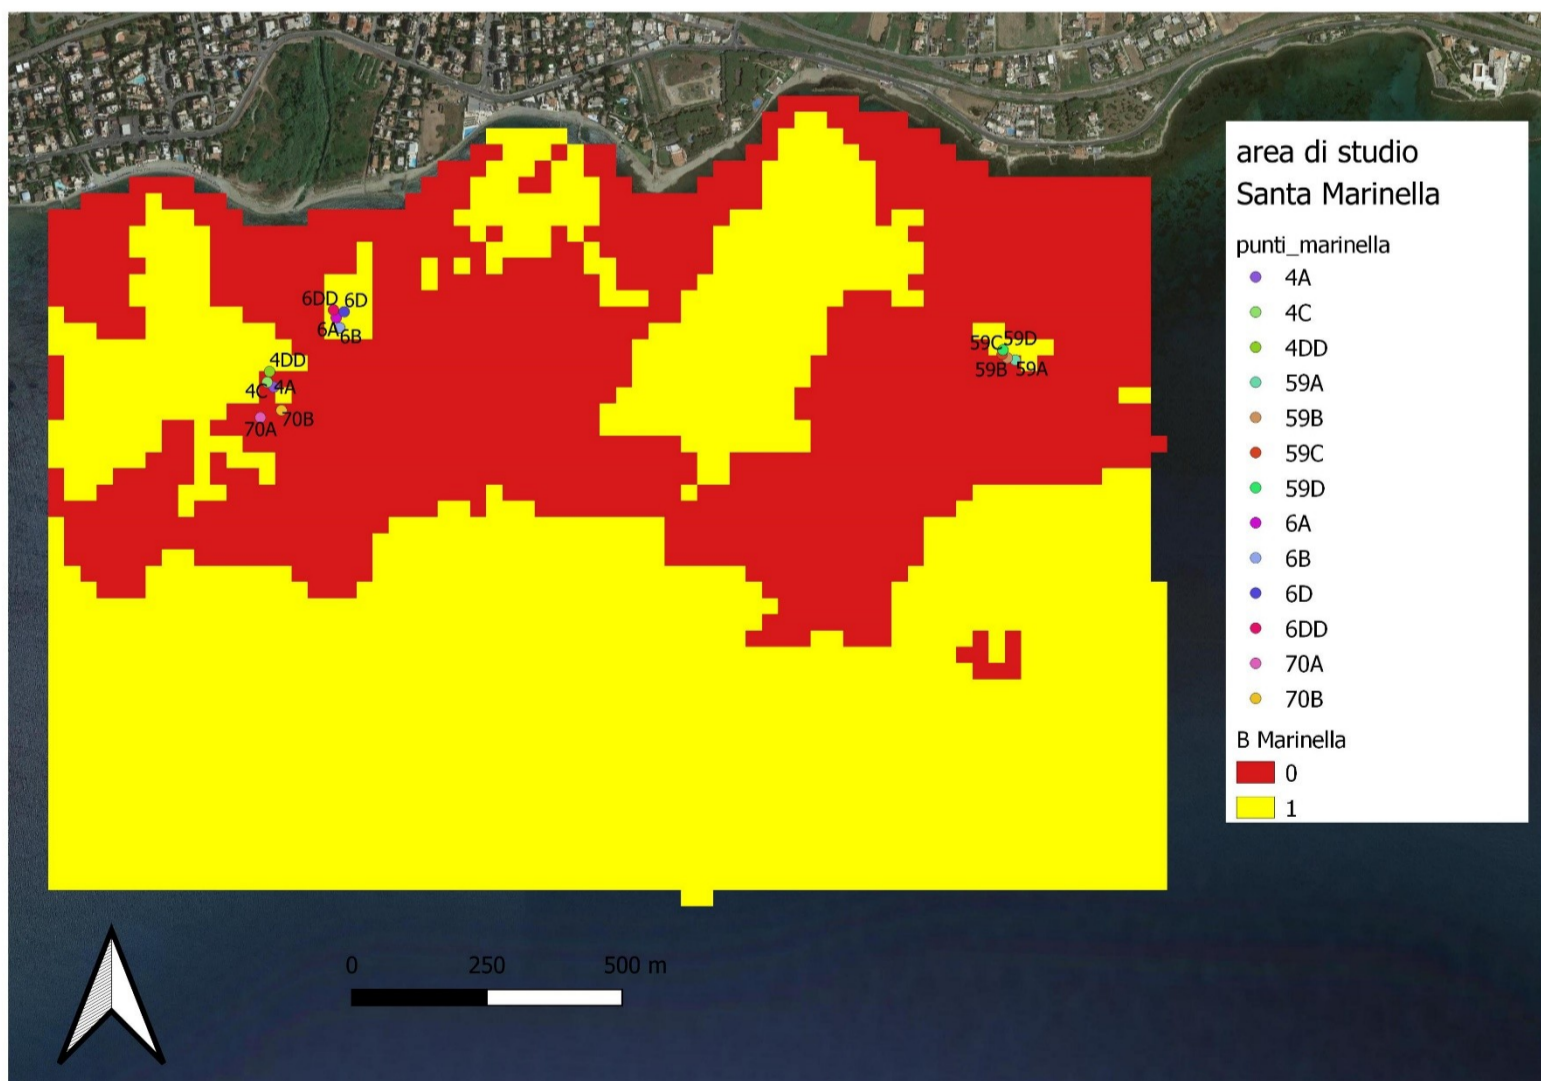 area di studio
Santa Marinella
punti_marinella
4A
4C
4DD
59A
59B
59C
59D
6A
6B
6D
6DD
70A
70B
B Marinella
0
1
6DD 6D
6A 6B
4DD
4C 4A
70A 70B
59C 59D
59B 59A
0 250 500 m